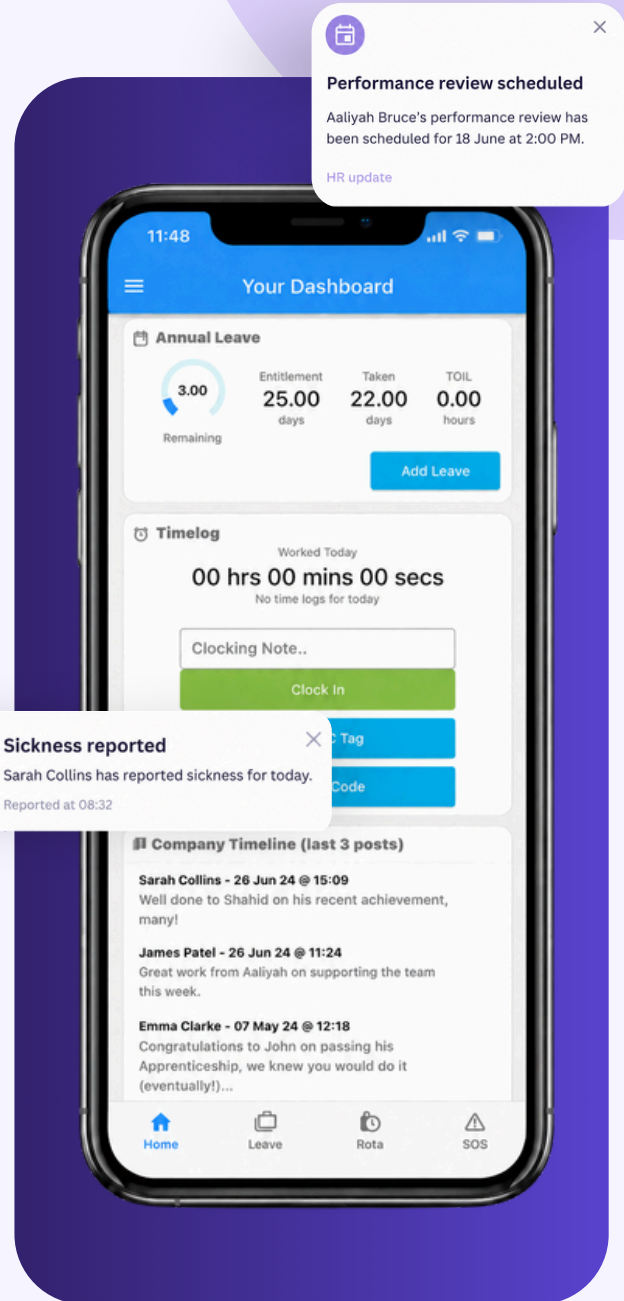 Performance review scheduled
Aaliyah Bruce's performance review has
been scheduled for 18 June at 2:00 PM.
HR update
11:48
Your Dashboard
Annual Leave
3.00
Remaining
Entitlement
25.00
days
Taken
22.00
days
TOIL
0.00
hours
Add Leave
Timelog
Worked Today
00 hrs 00 mins 00 secs
No time logs for today
Clocking Note..
Clock In
Tag
Code
Sickness reported
Sarah Collins has reported sickness for today.
Reported at 08:32
Company Timeline (last 3 posts)
Sarah Collins - 26 Jun 24 @ 15:09
Well done to Shahid on his recent achievement,
many!
James Patel - 26 Jun 24 @ 11:24
Great work from Aaliyah on supporting the team
this week.
Emma Clarke - 07 May 24 @ 12:18
Congratulations to John on passing his
Apprenticeship, we knew you would do it
(eventually!)...
Home
Leave
Rota
SOS